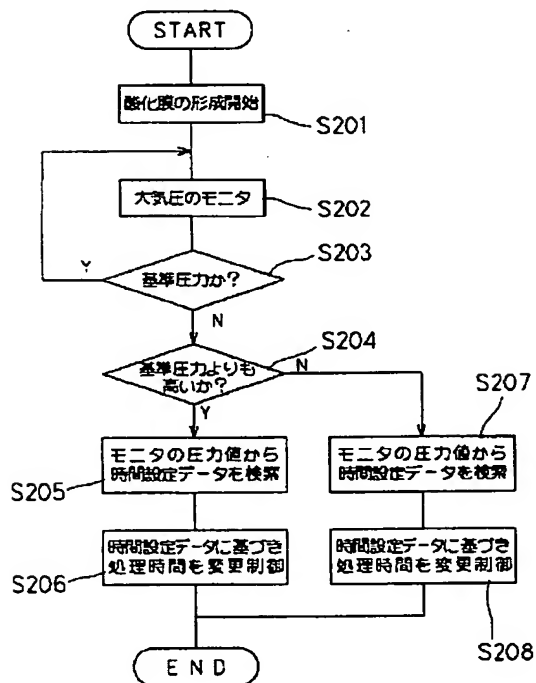 START
酸化膜の形成開始
S201
大気圧のモニタ
S202
Y
基準圧力か?
S203
N
S204
基準圧力よりも
高いか?
N
Y
S207
モニタの圧力値から
時間設定データを検索
S205
モニタの圧力値から
時間設定データを検索
時間設定データに基づき
処理時間を変更制御
S206
時間設定データに基づき
処理時間を変更制御
S208
END